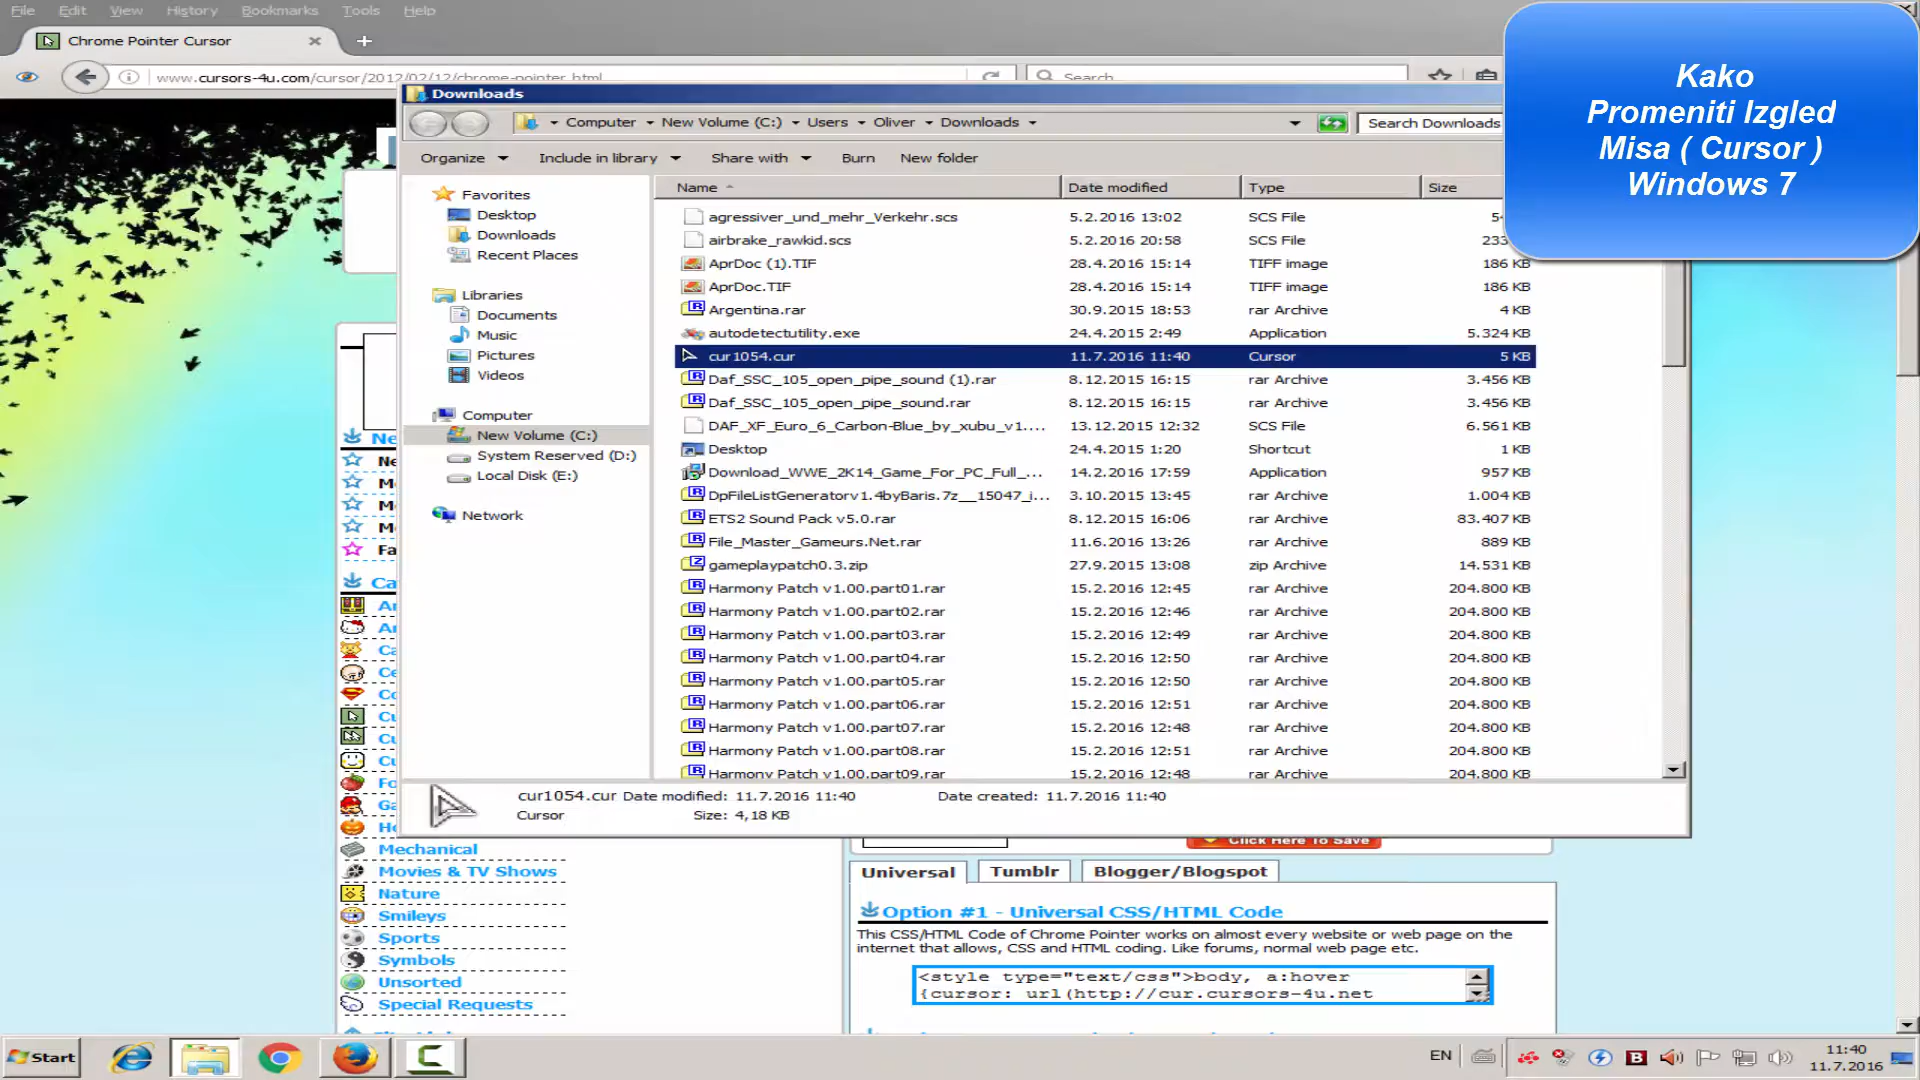 File Edit View History Bookmarks Tools Help
Chrome Pointer Cursor
www.cursors-4u.com/cursor/2012/02/12/chrome-pointer.html
Search
Kako
Promeniti Izgled
Misa ( Cursor )
Windows 7
Downloads
Computer New Volume (C:) Users Oliver Downloads
Search Downloads
Organize Include in library Share with Burn New folder
Name Date modified Type Size
Favorites
Desktop
Downloads
Recent Places
Libraries
Documents
Music
Pictures
Videos
Computer
New Volume (C:)
System Reserved (D:)
Local Disk (E:)
Network
agressiver_und_mehr_Verkehr.scs 5.2.2016 13:02 SCS File
airbrake_rawkid.scs 5.2.2016 20:58 SCS File 233
AprDoc (1).TIF 28.4.2016 15:14 TIFF image 186 KB
AprDoc.TIF 28.4.2016 15:14 TIFF image 186 KB
Argentina.rar 30.9.2015 18:53 rar Archive 4 KB
autodetectutility.exe 24.4.2015 2:49 Application 5.324 KB
cur1054.cur 11.7.2016 11:40 Cursor 5 KB
Daf_SSC_105_open_pipe_sound (1).rar 8.12.2015 16:15 rar Archive 3.456 KB
Daf_SSC_105_open_pipe_sound.rar 8.12.2015 16:15 rar Archive 3.456 KB
DAF_XF_Euro_6_Carbon-Blue_by_xubu_v1.... 13.12.2015 12:32 SCS File 6.561 KB
Desktop 24.4.2015 1:20 Shortcut 1 KB
Download_WWE_2K14_Game_For_PC_Full_... 14.2.2016 17:59 Application 957 KB
DpFileListGeneratorv1.4byBaris.7z__15047_i... 3.10.2015 13:45 rar Archive 1.004 KB
ETS2 Sound Pack v5.0.rar 8.12.2015 16:06 rar Archive 83.407 KB
File_Master_Gameurs.Net.rar 11.6.2016 13:26 rar Archive 889 KB
gameplaypatch0.3.zip 27.9.2015 13:08 zip Archive 14.531 KB
Harmony Patch v1.00.part01.rar 15.2.2016 12:45 rar Archive 204.800 KB
Harmony Patch v1.00.part02.rar 15.2.2016 12:46 rar Archive 204.800 KB
Harmony Patch v1.00.part03.rar 15.2.2016 12:49 rar Archive 204.800 KB
Harmony Patch v1.00.part04.rar 15.2.2016 12:50 rar Archive 204.800 KB
Harmony Patch v1.00.part05.rar 15.2.2016 12:50 rar Archive 204.800 KB
Harmony Patch v1.00.part06.rar 15.2.2016 12:51 rar Archive 204.800 KB
Harmony Patch v1.00.part07.rar 15.2.2016 12:48 rar Archive 204.800 KB
Harmony Patch v1.00.part08.rar 15.2.2016 12:51 rar Archive 204.800 KB
Harmony Patch v1.00.part09.rar 15.2.2016 12:48 rar Archive 204.800 KB
cur1054.cur Date modified: 11.7.2016 11:40 Date created: 11.7.2016 11:40
Cursor Size: 4,18 KB
Mechanical
Movies & TV Shows
Nature
Smileys
Sports
Symbols
Unsorted
Special Requests
Click Here To Save
Universal Tumblr Blogger/Blogspot
Option #1 - Universal CSS/HTML Code
This CSS/HTML Code of Chrome Pointer works on almost every website or web page on the
internet that allows, CSS and HTML coding. Like forums, normal web page etc.
<style type="text/css">body, a:hover
{cursor: url(http://cur.cursors-4u.net
Start
EN
11:40
11.7.2016